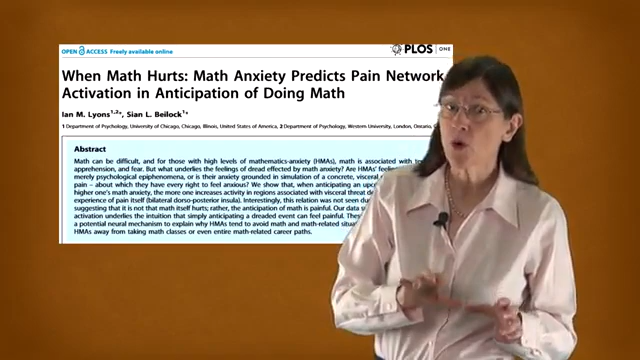 OPEN ACCESS Freely available online
PLOS ONE
When Math Hurts: Math Anxiety Predicts Pain Network
Activation in Anticipation of Doing Math
Ian M. Lyons1,2*, Sian L. Beilock1*
1 Department of Psychology, University of Chicago, Chicago, Illinois, United States of America, 2 Department of Psychology, Western University, London, Ontario,
Abstract
Math can be difficult, and for those with high levels of mathematics-anxiety (HMAs), math is associated with
apprehension, and fear. But what underlies the feelings of dread effected by math anxiety? Are HMAs'
merely psychological epiphenomena, or is their anxiety grounded in simulation of a concrete, visceral
pain – about which they have every right to feel anxious? We show that, when anticipating an
higher one's math anxiety, the more one increases activity in regions associated with visceral threat
experience of pain itself (bilateral dorso-posterior insula). Interestingly, this relation was not seen
suggesting that it is not that math itself hurts; rather, the anticipation of math is painful. Our data
activation underlies the intuition that simply anticipating a dreaded event can feel painful.
a potential neural mechanism to explain why HMAs tend to avoid math and math-related
HMAs away from taking math classes or even entire math-related career paths.